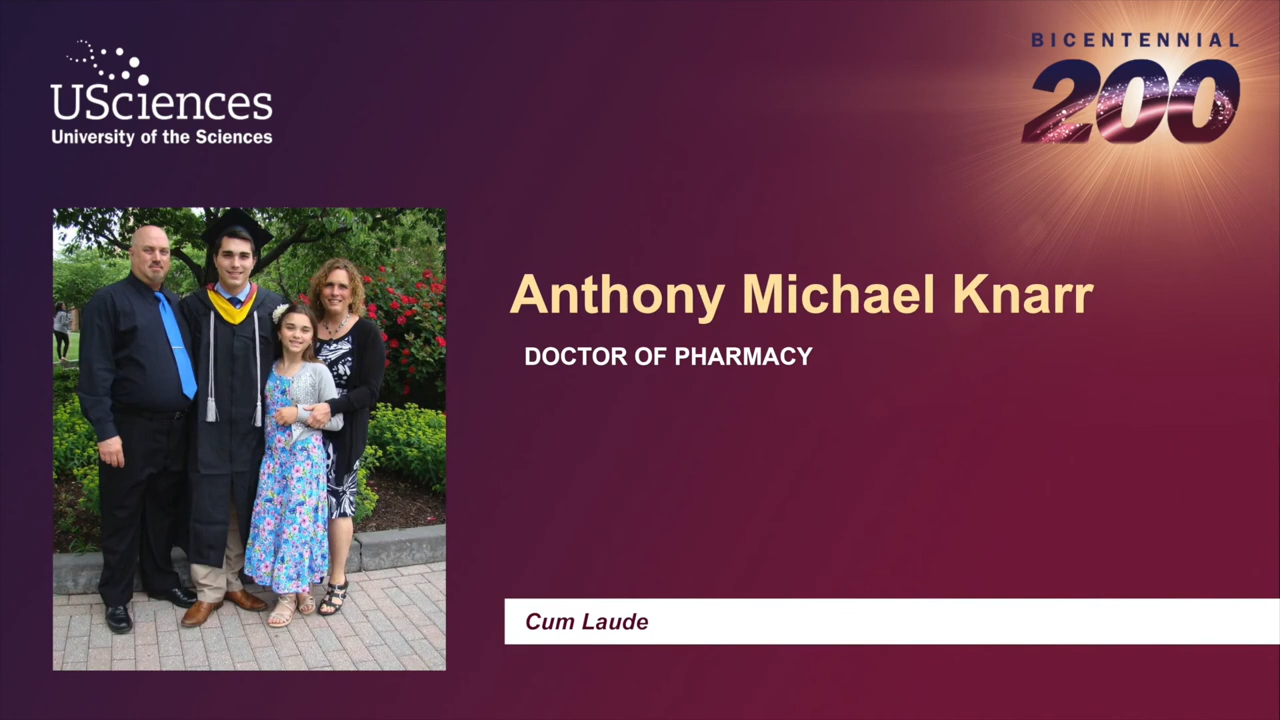 USciences
University of the Sciences
BICENTENNIAL
200
Anthony Michael Knarr
DOCTOR OF PHARMACY
Cum Laude